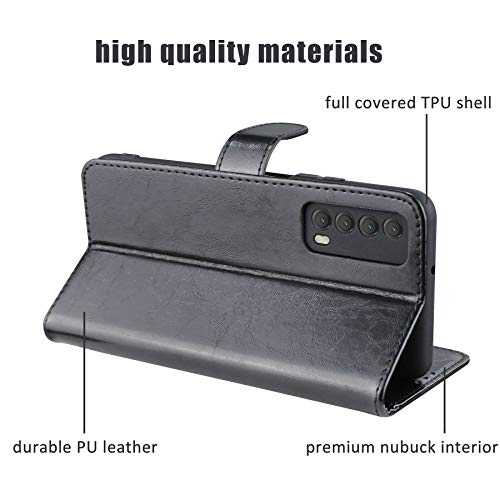 high quality materials
full covered TPU shell
durable PU leather
premium nubuck interior